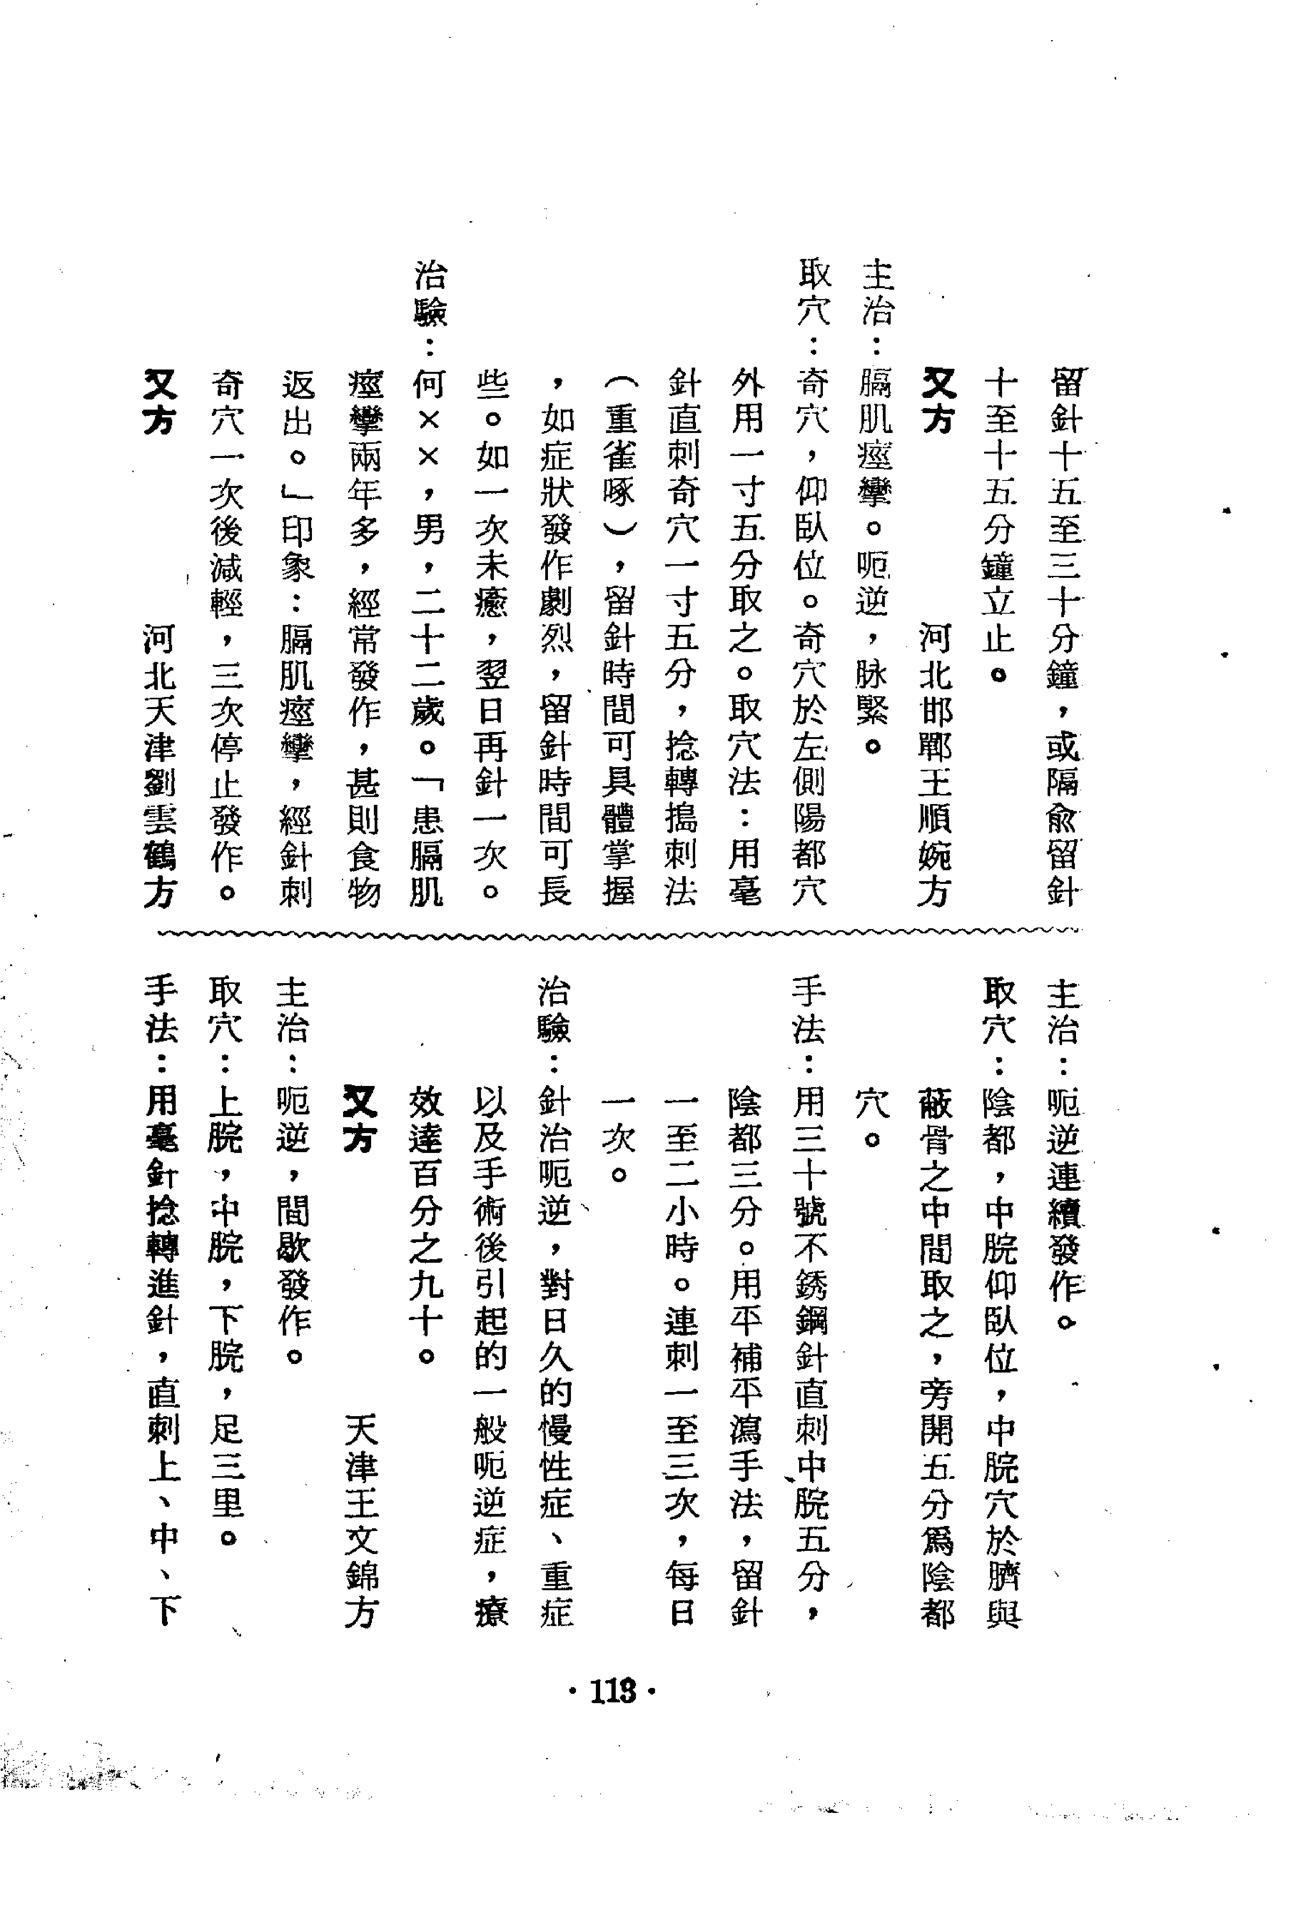 留針十五至三十分鐘，或隔兪留針
十至十五分鐘立止。
又方　河北邯鄲王順婉方
主治：膈肌痙攣。呃逆，脉緊。
取穴：奇穴，仰臥位。奇穴於左側陽都穴
外用一寸五分取之。取穴法：用毫
針直刺奇穴一寸五分，捻轉搗刺法
（重雀啄），留針時間可具體掌握
，如症狀發作劇烈，留針時間可長
些。如一次未癒，翌日再針一次。
治驗：何××，男，二十二歲。「患膈肌
痙攣兩年多，經常發作，甚則食物
返出。」印象：膈肌痙攣，經針刺
奇穴一次後減輕，三次停止發作。
又方　河北天津劉雲鶴方
主治：呃逆連續發作。
取穴：陰都，中脘仰臥位，中脘穴於臍與
蔽骨之中間取之，旁開五分爲陰都
穴。
手法：用三十號不銹鋼針直刺中脘五分，
陰都三分。用平補平瀉手法，留針
一至二小時。連刺一至三次，每日
一次。
治驗：針治呃逆，對日久的慢性症、重症
以及手術後引起的一般呃逆症，療
效達百分之九十。
又方　天津王文錦方
主治：呃逆，間歇發作。
取穴：上脘，中脘，下脘，足三里。
手法：用毫針捻轉進針，直刺上、中、下
·113·